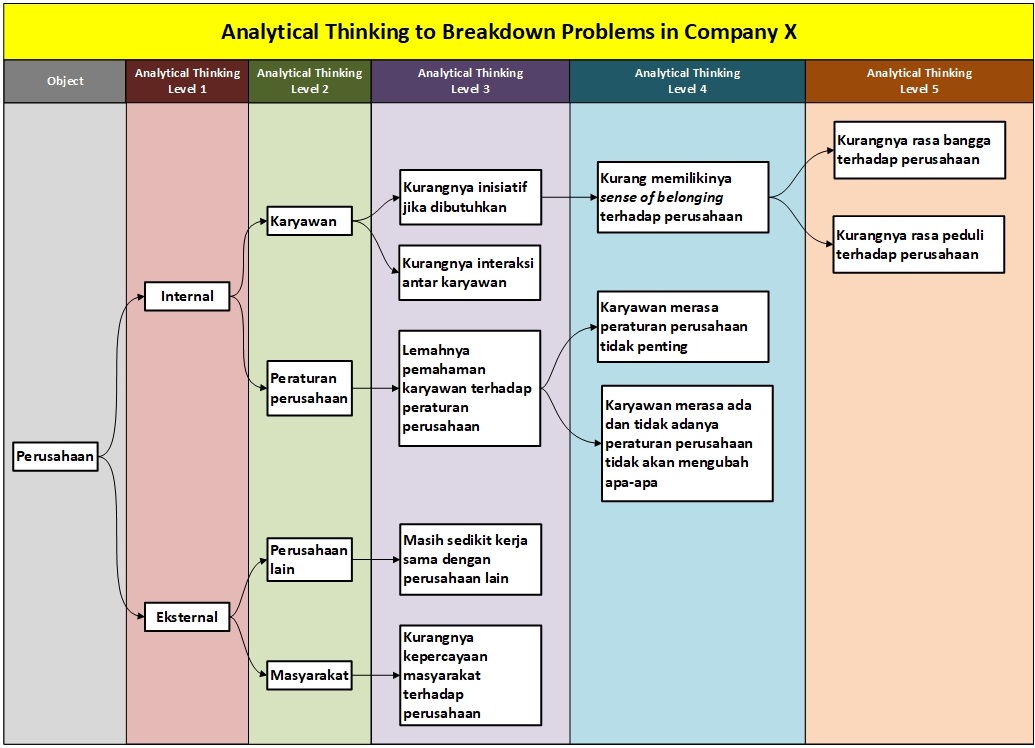 Analytical Thinking to Breakdown Problems in Company X
Object
Analytical Thinking
Level 1
Analytical Thinking
Level 2
Analytical Thinking
Level 3
Analytical Thinking
Level 4
Analytical Thinking
Level 5
Perusahaan
Internal
Eksternal
Karyawan
Peraturan
perusahaan
Perusahaan
lain
Masyarakat
Kurangnya inisiatif
jika dibutuhkan
Kurangnya interaksi
antar karyawan
Lemahnya
pemahaman
karyawan terhadap
peraturan
perusahaan
Masih sedikit kerja
sama dengan
perusahaan lain
Kurangnya
kepercayaan
masyarakat
terhadap
perusahaan
Kurang memilikinya
sense of belonging
terhadap perusahaan
Karyawan merasa
peraturan perusahaan
tidak penting
Karyawan merasa ada
dan tidak adanya
peraturan perusahaan
tidak akan mengubah
apa-apa
Kurangnya rasa bangga
terhadap perusahaan
Kurangnya rasa peduli
terhadap perusahaan